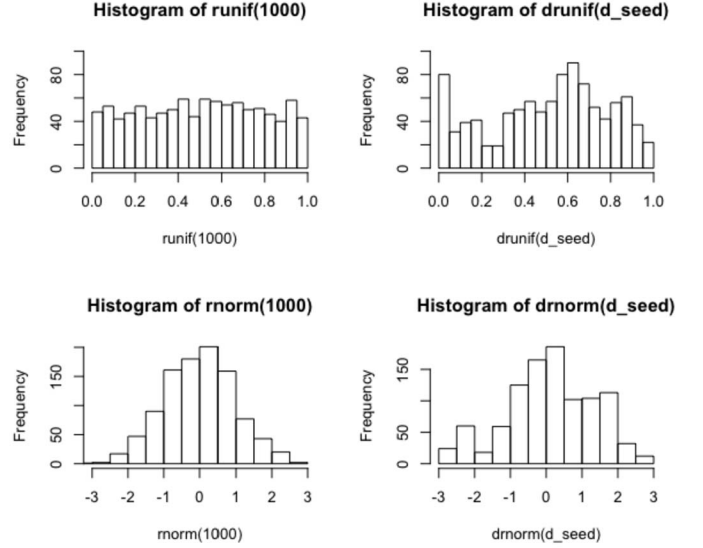 Histogram of runif(1000)
Frequency
0 40 80
0.0 0.2 0.4 0.6 0.8 1.0
runif(1000)
Histogram of drunif(d_seed)
Frequency
0 40 80
0.0 0.2 0.4 0.6 0.8 1.0
drunif(d_seed)
Histogram of rnorm(1000)
Frequency
0 50 150
-3 -2 -1 0 1 2 3
rnorm(1000)
Histogram of drnorm(d_seed)
Frequency
0 50 150
-3 -2 -1 0 1 2 3
drnorm(d_seed)